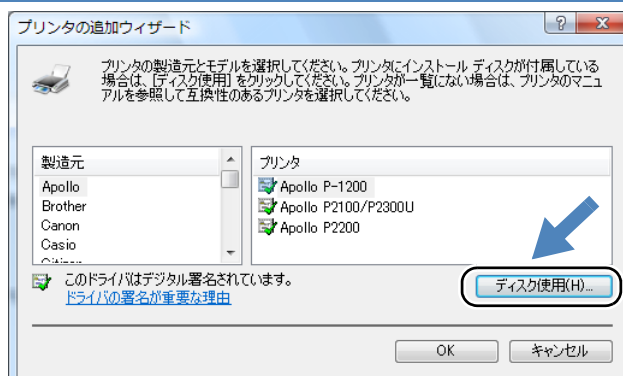 プリンタの追加ウィザード
プリンタの製造元とモデルを選択してください。プリンタにインストール ディスクが付属している
場合は、[ディスク使用] をクリックしてください。プリンタが一覧にない場合は、プリンタのマニュ
アルを参照して互換性のあるプリンタを選択してください。
製造元
Apollo
Brother
Canon
Casio
プリンタ
Apollo P-1200
Apollo P2100/P2300U
Apollo P2200
このドライバはデジタル署名されています。
ドライバの署名が重要な理由
ディスク使用(H)...
OK
キャンセル